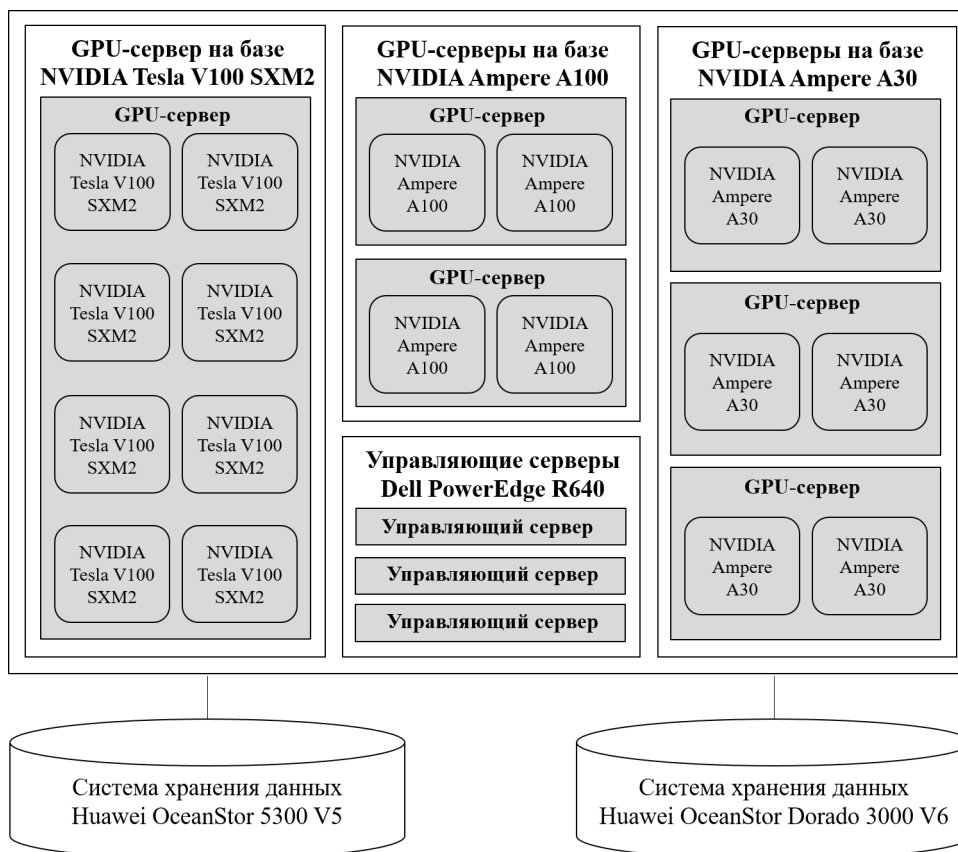 GPU-сервер на базе
NVIDIA Tesla V100 SXM2
GPU-сервер
NVIDIA
Tesla V100
SXM2
NVIDIA
Tesla V100
SXM2
NVIDIA
Tesla V100
SXM2
NVIDIA
Tesla V100
SXM2
NVIDIA
Tesla V100
SXM2
NVIDIA
Tesla V100
SXM2
NVIDIA
Tesla V100
SXM2
NVIDIA
Tesla V100
SXM2
GPU-серверы на базе
NVIDIA Ampere A100
GPU-сервер
NVIDIA
Ampere
A100
NVIDIA
Ampere
A100
GPU-сервер
NVIDIA
Ampere
A100
NVIDIA
Ampere
A100
Управляющие серверы
Dell PowerEdge R640
Управляющий сервер
Управляющий сервер
Управляющий сервер
GPU-серверы на базе
NVIDIA Ampere A30
GPU-сервер
NVIDIA
Ampere
A30
NVIDIA
Ampere
A30
GPU-сервер
NVIDIA
Ampere
A30
NVIDIA
Ampere
A30
GPU-сервер
NVIDIA
Ampere
A30
NVIDIA
Ampere
A30
Система хранения данных
Huawei OceanStor 5300 V5
Система хранения данных
Huawei OceanStor Dorado 3000 V6